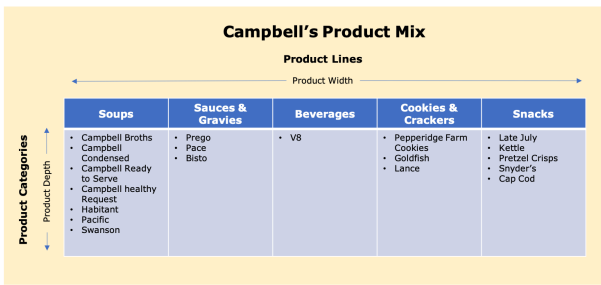 Campbell's Product Mix
Product Lines
Product Width
Product Categories
Product Depth
Soups
• Campbell Broths
• Campbell
Condensed
• Campbell Ready
to Serve
• Campbell healthy
Request
• Habitant
• Pacific
• Swanson
Sauces &
Gravies
• Prego
• Pace
• Bisto
Beverages
• V8
Cookies &
Crackers
• Pepperidge Farm
Cookies
• Goldfish
• Lance
Snacks
• Late July
• Kettle
• Pretzel Crisps
• Snyder's
• Cap Cod